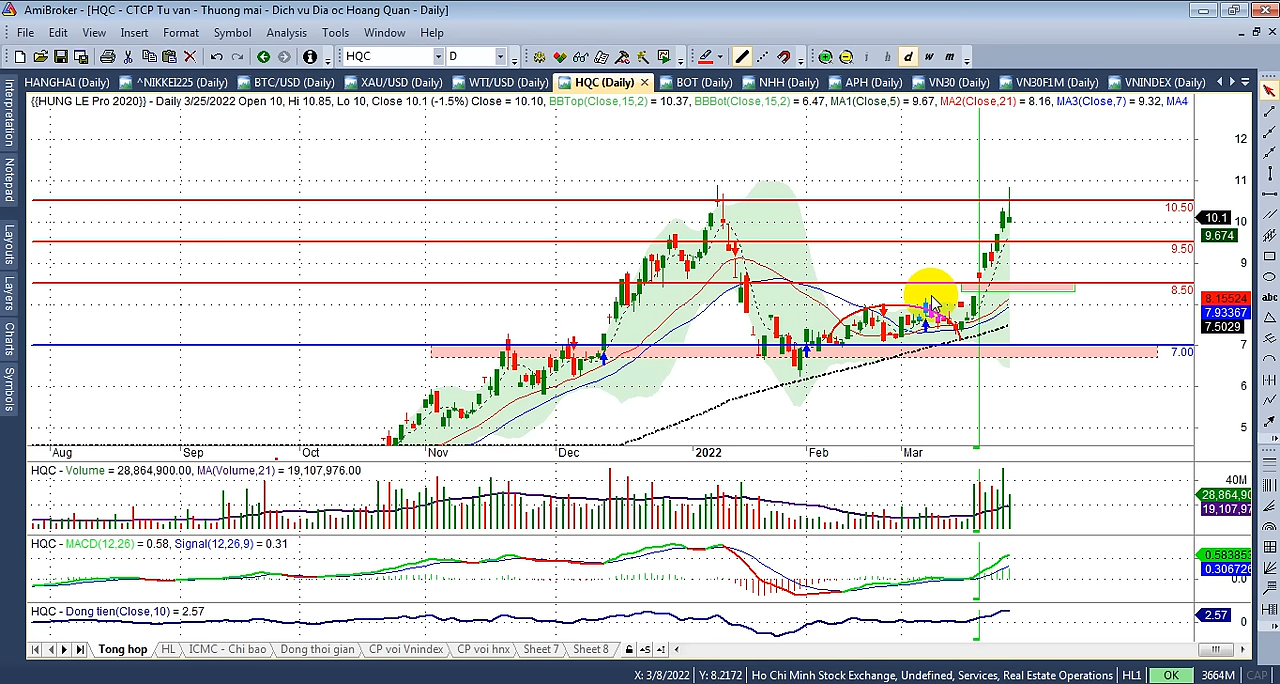 AmiBroker - [HQC - CTCP Tu van - Thuong mai - Dich vu Dia oc Hoang Quan - Daily]
File Edit View Insert Format Symbol Analysis Tools Window Help
HQC D i h d w m
HANGHAI (Daily) ^NIKKEI225 (Daily) BTC/USD (Daily) XAU/USD (Daily) WTI/USD (Daily) HQC (Daily) BOT (Daily) NHH (Daily) APH (Daily) VN30 (Daily) VN30F1M (Daily) VNINDEX (Daily)
Interpretation
Notepad
Layouts
Layers
Charts
Symbols
{{HUNG LE Pro 2020}} - Daily 3/25/2022 Open 10, Hi 10.85, Lo 10, Close 10.1 (-1.5%) Close = 10.10, BBTop(Close,15,2) = 10.37, BBBot(Close,15,2) = 6.47, MA1(Close,5) = 9.67, MA2(Close,21) = 8.16, MA3(Close,7) = 9.32, MA4
12
11
10.50
10.1
10
9.674
9.50
9
8.50
8.15524
7.93367
7.5029
7
7.00
6
5
Aug Sep Oct Nov Dec 2022 Feb Mar
HQC - Volume = 28,864,900.00, MA(Volume,21) = 19,107,976.00
40M
28,864,90
19,107,97
HQC - MACD(12,26) = 0.58, Signal(12,26,9) = 0.31
0.583853
0.306726
0.0
HQC - Dong tien(Close,10) = 2.57
2.57
0
abc
Tong hop HL ICMC - Chi bao Dong thoi gian CP voi Vnindex CP voi hnx Sheet 7 Sheet 8
X: 3/8/2022 Y: 8.2172 Ho Chi Minh Stock Exchange, Undefined, Services, Real Estate Operations HL1 OK 3664M CAP